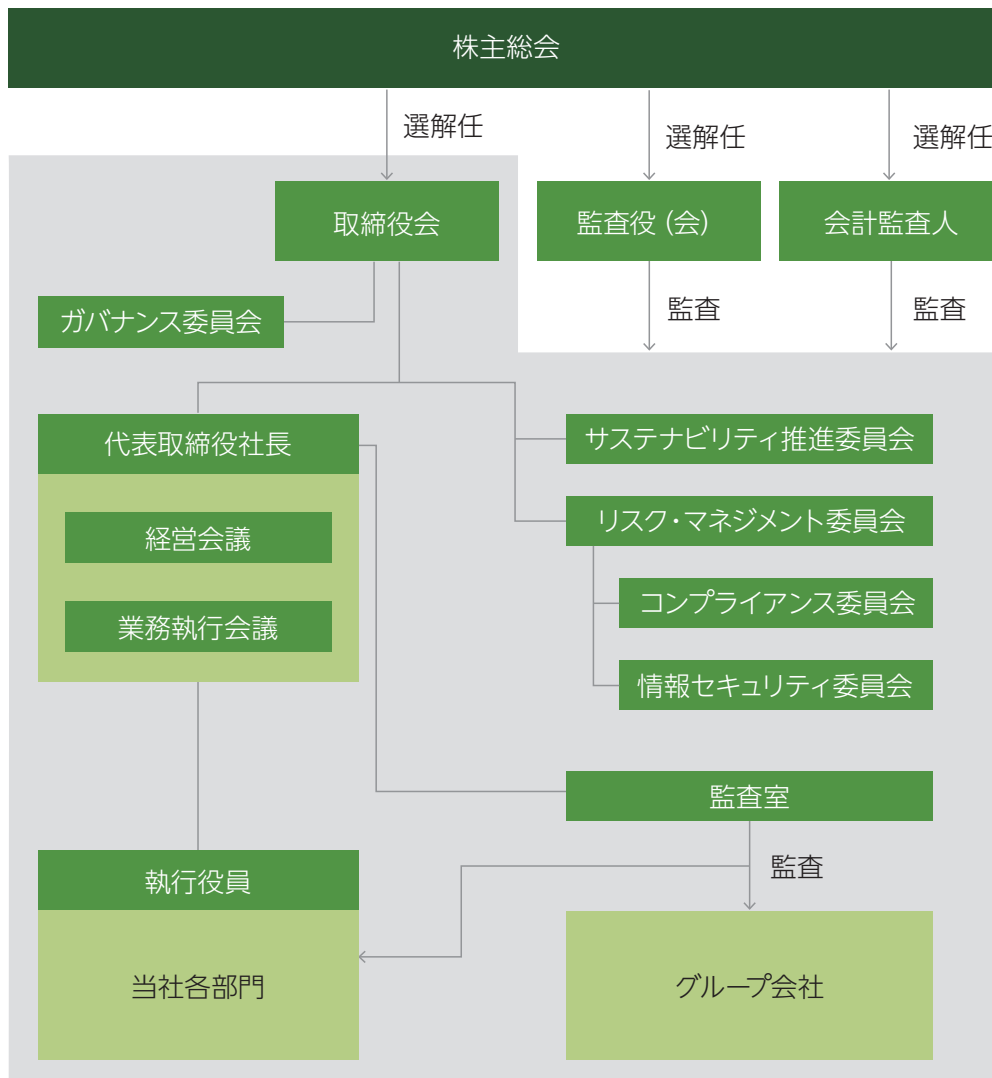 株主総会
選解任
選解任
選解任
取締役会
監査役（会）
会計監査人
監査
監査
ガバナンス委員会
代表取締役社長
サステナビリティ推進委員会
経営会議
リスク・マネジメント委員会
業務執行会議
コンプライアンス委員会
情報セキュリティ委員会
監査室
監査
執行役員
当社各部門
グループ会社